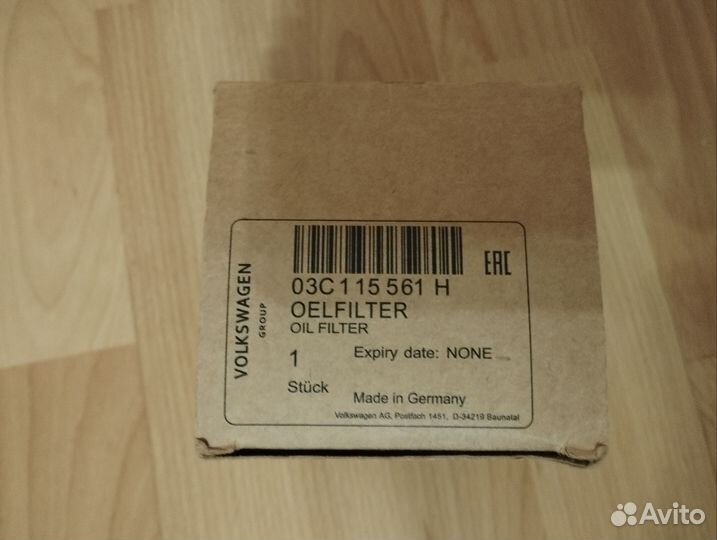 VOLKSWAGEN
GROUP
EAC
03C 115 561 H
OELFILTER
OIL FILTER
1
Expiry date: NONE
Stück
Made in Germany
Volkswagen AG, Postfach 1451, D-34219 Baunatal
Avito